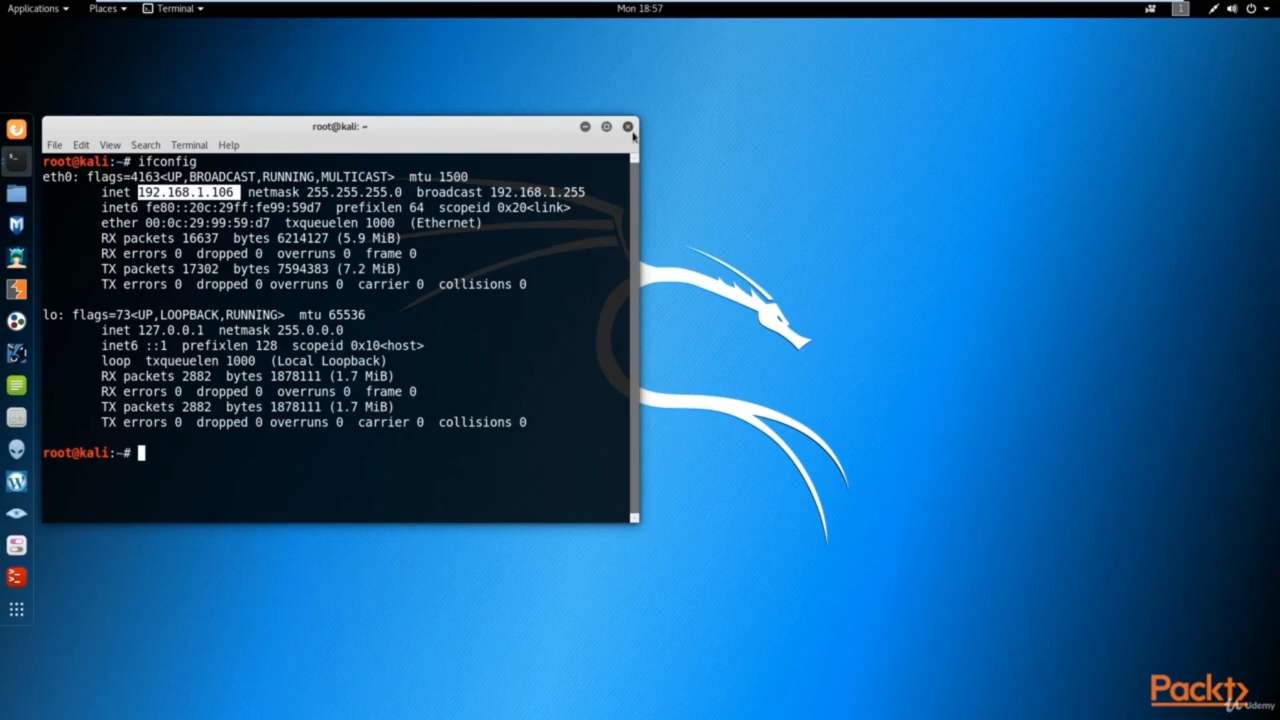 Applications Places Terminal Mon 18:57 1
root@kali: ~
File Edit View Search Terminal Help
root@kali:~# ifconfig
eth0: flags=4163<UP,BROADCAST,RUNNING,MULTICAST>  mtu 1500
        inet 192.168.1.106  netmask 255.255.255.0  broadcast 192.168.1.255
        inet6 fe80::20c:29ff:fe99:59d7  prefixlen 64  scopeid 0x20<link>
        ether 00:0c:29:99:59:d7  txqueuelen 1000  (Ethernet)
        RX packets 16637  bytes 6214127 (5.9 MiB)
        RX errors 0  dropped 0  overruns 0  frame 0
        TX packets 17302  bytes 7594383 (7.2 MiB)
        TX errors 0  dropped 0 overruns 0  carrier 0  collisions 0
lo: flags=73<UP,LOOPBACK,RUNNING>  mtu 65536
        inet 127.0.0.1  netmask 255.0.0.0
        inet6 ::1  prefixlen 128  scopeid 0x10<host>
        loop  txqueuelen 1000  (Local Loopback)
        RX packets 2882  bytes 1878111 (1.7 MiB)
        RX errors 0  dropped 0  overruns 0  frame 0
        TX packets 2882  bytes 1878111 (1.7 MiB)
        TX errors 0  dropped 0 overruns 0  carrier 0  collisions 0
root@kali:~#
Packt
Udemy